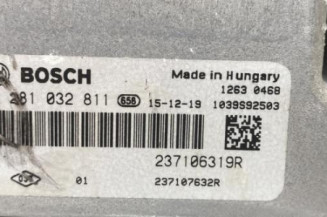 BOSCH
Made in Hungary
1263 0468
281 032 811 656 15-12-19 1039S92503
237106319R
01 237107632R